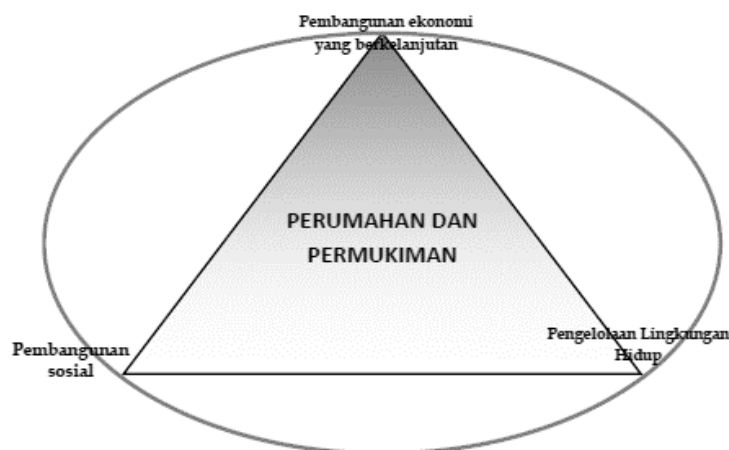 Pembangunan ekonomi
yang berkelanjutan
PERUMAHAN DAN
PERMUKIMAN
Pembangunan
sosial
Pengelolaan Lingkungan
Hidup